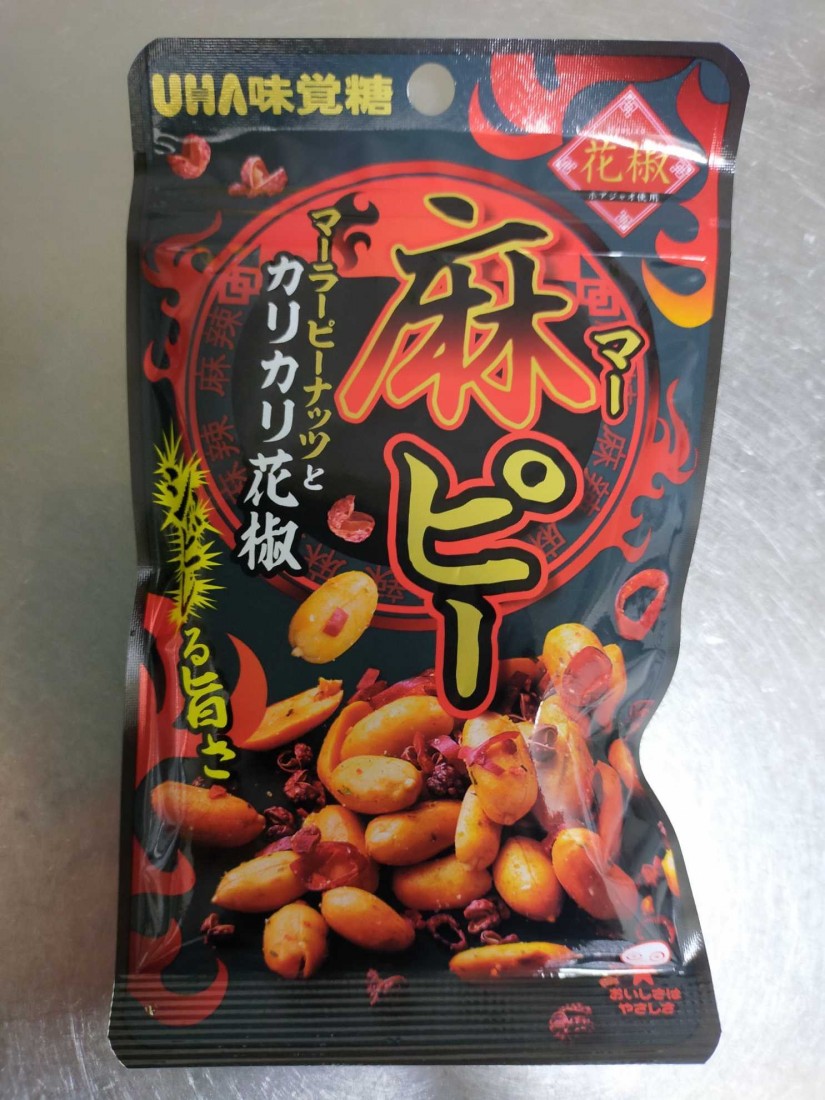 UHA味覚糖
花椒
ホアジャオ使用
麻ピー
マー
マーラーピーナッツと
カリカリ花椒
シビれる旨さ
おいしさは
やさしさ